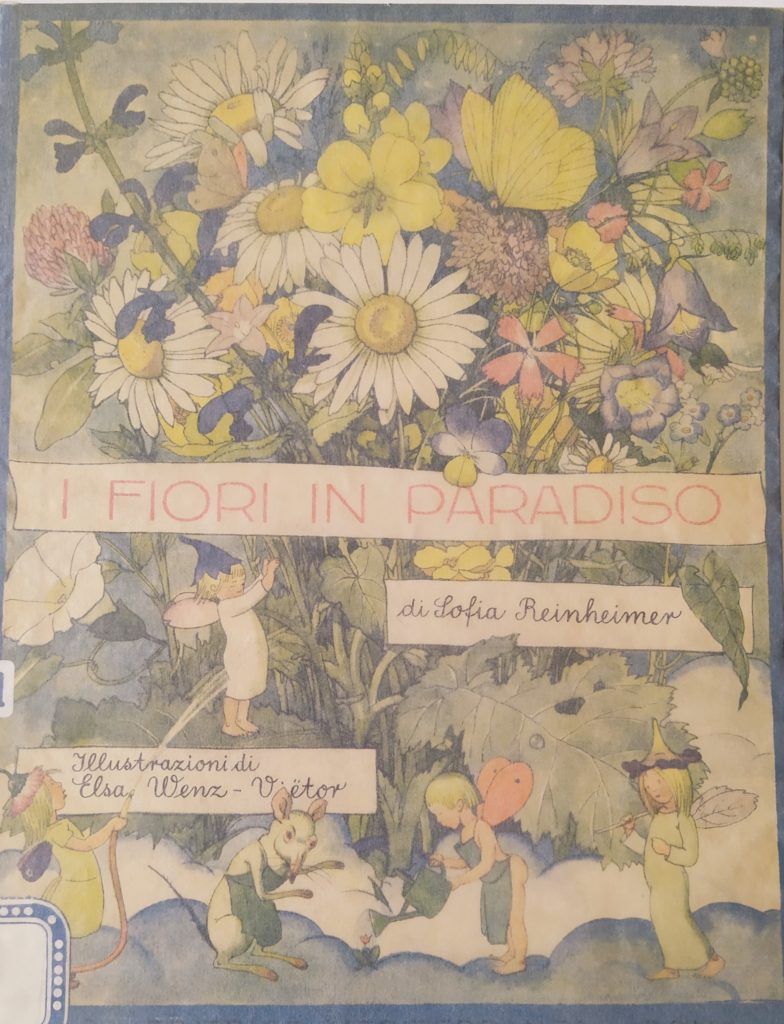 I FIORI IN PARADISO
di Sofia Reinheimer
Illustrazioni di
Elsa Wenz-Viëtor